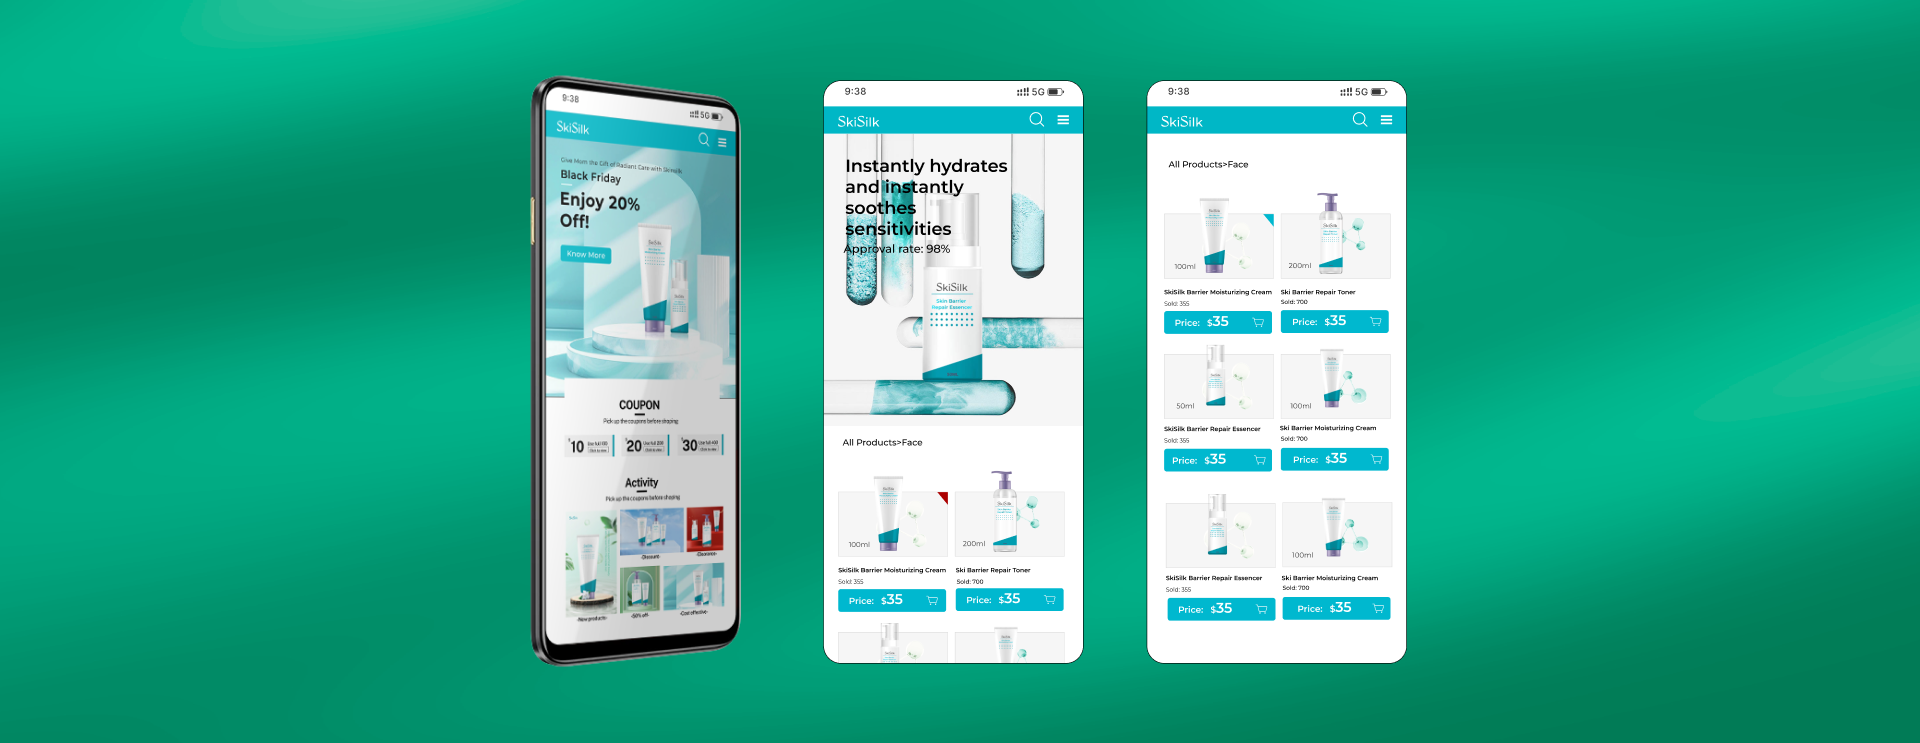 9:38
5G
SkiSilk
Give Mum the Gift of Radiant Care with Skinsilk
Black Friday
Enjoy 20%
Off!
Know More
SkiSilk
COUPON
Pick up the coupons before shoping
$10
$20
$30
Click to view
Activity
Pick up the coupons before shoping
-New products-
-Discount-
-Clearance-
-50% off-
-Cost effective-
9:38
5G
SkiSilk
Instantly hydrates
and instantly
soothes
sensitivities
Approval rate: 98%
SkiSilk
Skin Barrier
Repair Essencer
All Products>Face
100ml
200ml
SkiSilk Barrier Moisturizing Cream
Ski Barrier Repair Toner
Sold: 355
Sold: 700
Price: $35
Price: $35
9:38
5G
SkiSilk
All Products>Face
100ml
200ml
SkiSilk Barrier Moisturizing Cream
Ski Barrier Repair Toner
Sold: 355
Sold: 700
Price: $35
Price: $35
50ml
100ml
SkiSilk Barrier Repair Essencer
Ski Barrier Moisturizing Cream
Sold: 355
Sold: 700
Price: $35
Price: $35
100ml
SkiSilk Barrier Repair Essencer
Ski Barrier Moisturizing Cream
Sold: 355
Sold: 700
Price: $35
Price: $35